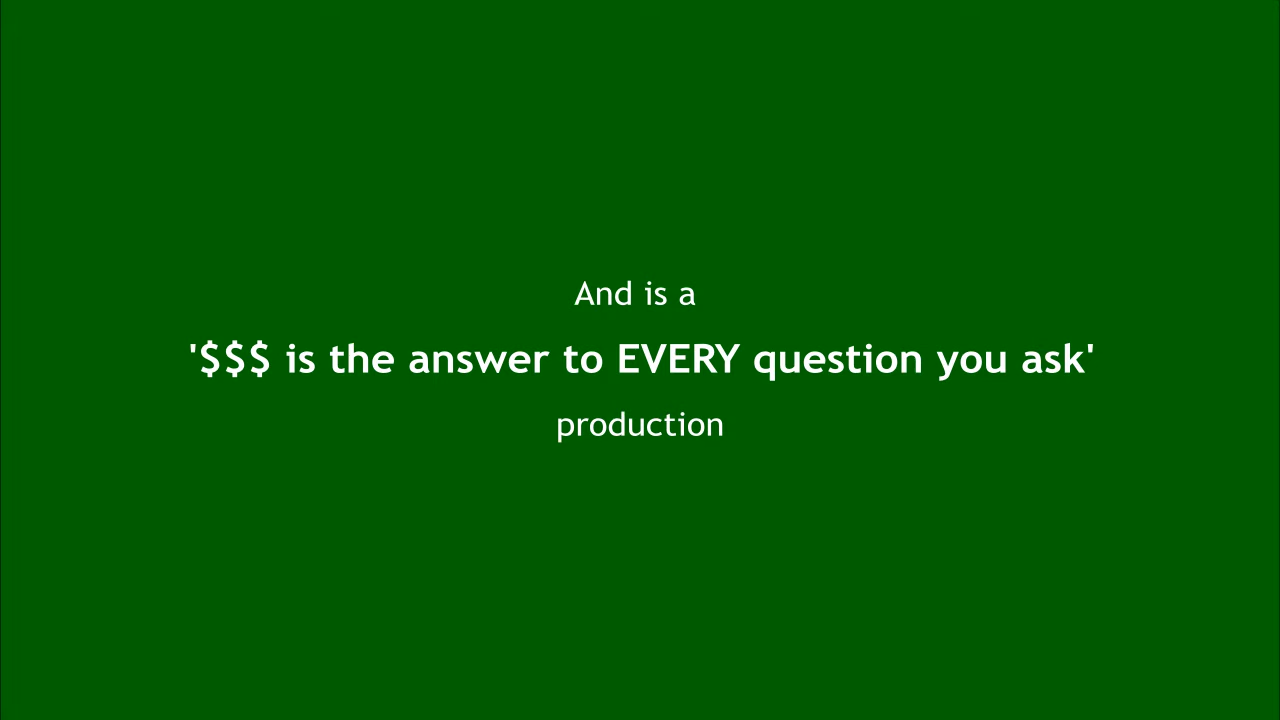 And is a
'$$$ is the answer to EVERY question you ask'
production